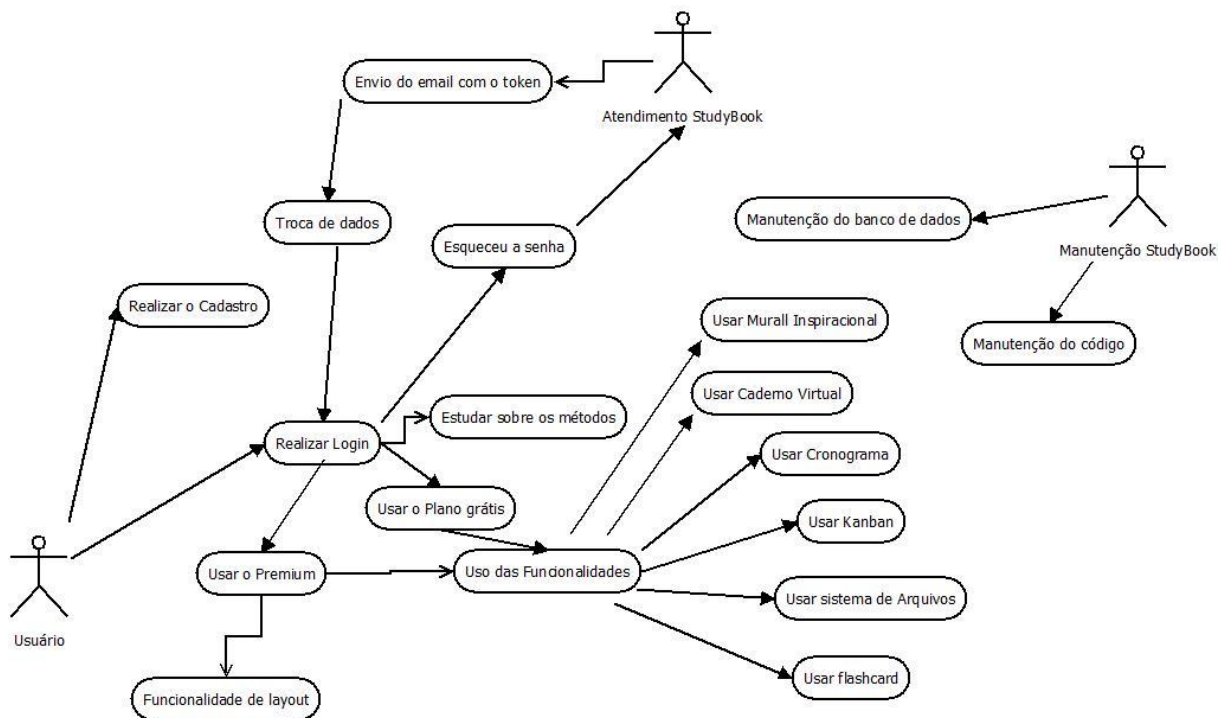 Envio do email com o token
Atendimento StudyBook
Troca de dados
Esqueceu a senha
Manutenção do banco de dados
Manutenção StudyBook
Realizar o Cadastro
Usar Murall Inspiracional
Manutenção do código
Usar Caderno Virtual
Estudar sobre os métodos
Realizar Login
Usar Cronograma
Usar o Plano grátis
Usar Kanban
Usar o Premium
Uso das Funcionalidades
Usar sistema de Arquivos
Usuário
Usar flashcard
Funcionalidade de layout